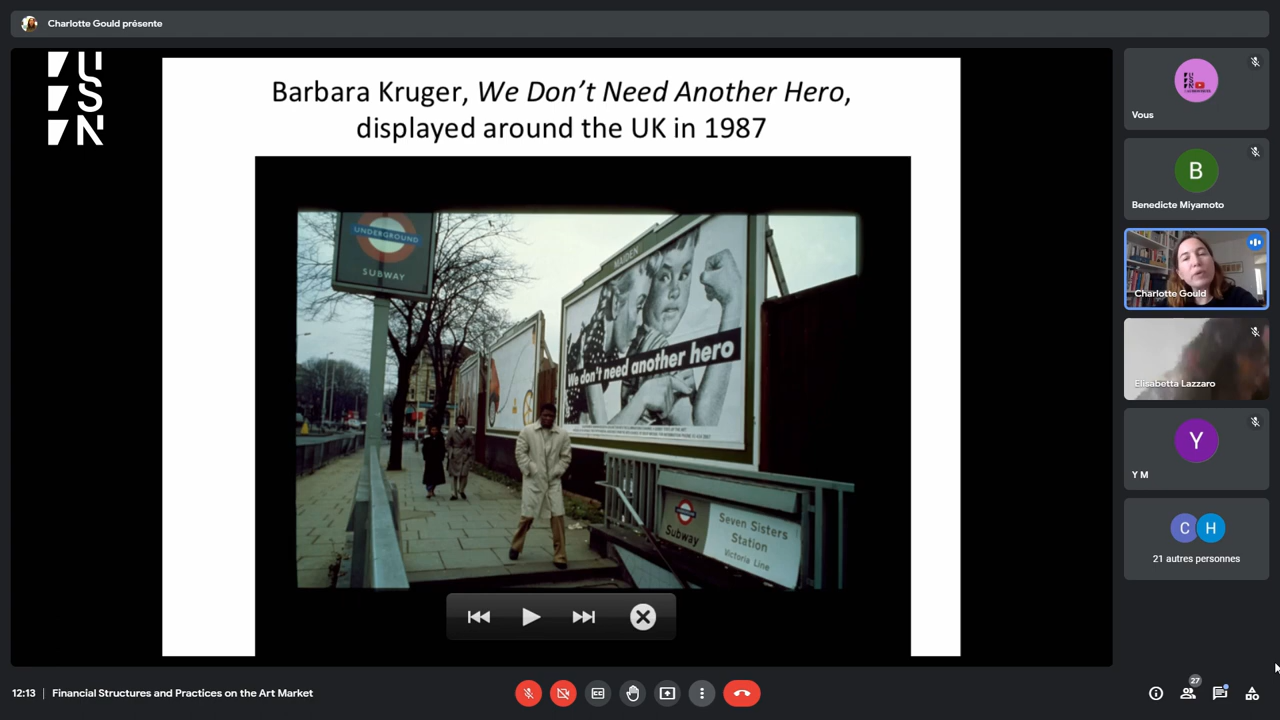 Charlotte Gould présente
USN
Barbara Kruger, We Don't Need Another Hero,
displayed around the UK in 1987
UNDERGROUND
SUBWAY
MAIDEN
We don't need another hero
Subway
Seven Sisters
Station
Victoria Line
Vous
B
Benedicte Miyamoto
Charlotte Gould
Elisabetta Lazzaro
Y
Y M
C H
21 autres personnes
12:13 | Financial Structures and Practices on the Art Market
27